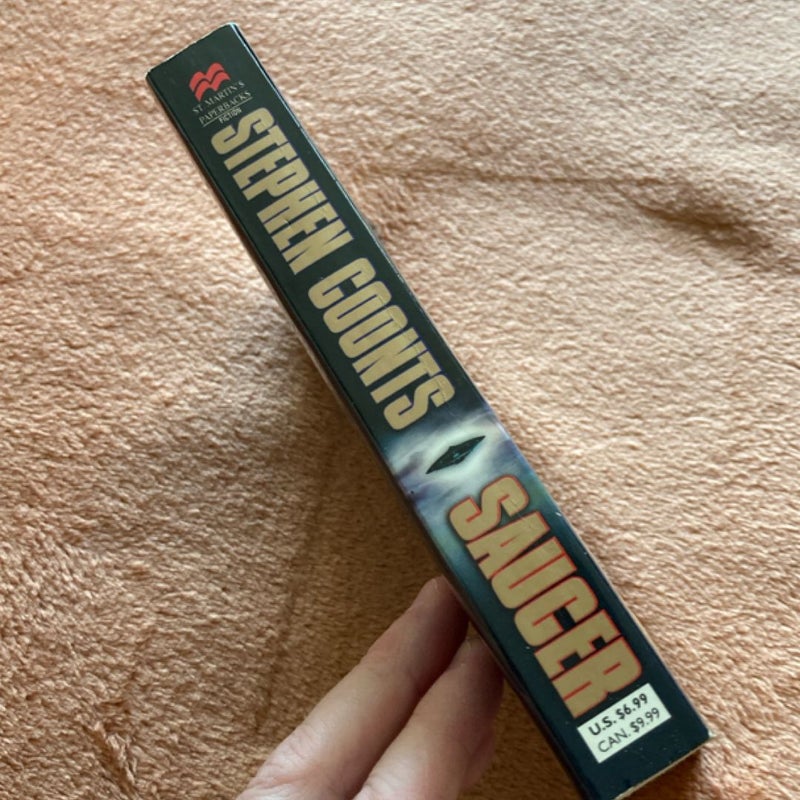 ST. MARTIN'S
PAPERBACKS
FICTION
STEPHEN COONTS
SAUCER
U.S. $6.99
CAN. $9.99